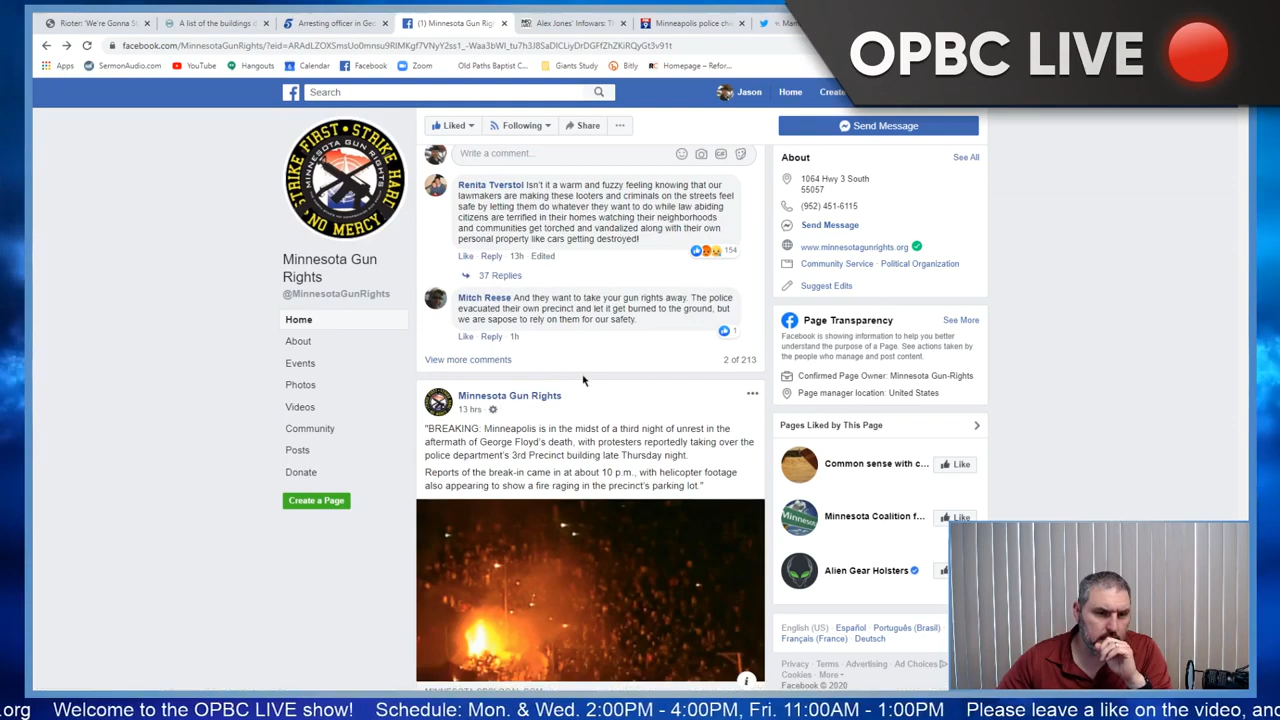 Rioter: 'We're Gonna St
A list of the buildings d
Arresting officer in Geo
(1) Minnesota Gun Rig
Alex Jones' Infowars: Th
Minneapolis police chi
OPBC LIVE
facebook.com/MinnesotaGunRights/?eid=ARAdLZOXSmsUo0mnsu9RIMKgf7VNyY2ss1_-Waa3bWI_tu7h3J8SaDICLiyDrDGFfZhZKiRQyGt3v91t
Apps
SermonAudio.com
YouTube
Hangouts
Calendar
Facebook
Zoom
Old Paths Baptist C...
Giants Study
Bitly
Homepage – Refor...
Search
Jason
Home
Create
Liked
Following
Share
Send Message
STRIKE FIRST • STRIKE HARD
MINNESOTA GUN RIGHTS
NO MERCY
Minnesota Gun
Rights
@MinnesotaGunRights
Home
About
Events
Photos
Videos
Community
Posts
Donate
Create a Page
Write a comment...
GIF
Renita Tverstol Isn't it a warm and fuzzy feeling knowing that our
lawmakers are making these looters and criminals on the streets feel
safe by letting them do whatever they want to do while law abiding
citizens are terrified in their homes watching their neighborhoods
and communities get torched and vandalized along with their own
personal property like cars getting destroyed!
154
Like · Reply · 13h · Edited
37 Replies
Mitch Reese And they want to take your gun rights away. The police
evacuated their own precinct and let it get burned to the ground, but
we are sapose to rely on them for our safety.
1
Like · Reply · 1h
View more comments
2 of 213
Minnesota Gun Rights
13 hrs
"BREAKING: Minneapolis is in the midst of a third night of unrest in the
aftermath of George Floyd's death, with protesters reportedly taking over the
police department's 3rd Precinct building late Thursday night.
Reports of the break-in came in at about 10 p.m., with helicopter footage
also appearing to show a fire raging in the precinct's parking lot."
About
See All
1064 Hwy 3 South
55057
(952) 451-6115
Send Message
www.minnesotagunrights.org
Community Service · Political Organization
Suggest Edits
Page Transparency
See More
Facebook is showing information to help you better
understand the purpose of a Page. See actions taken
by the people who manage and post content.
Confirmed Page Owner: Minnesota Gun-Rights
Page manager location: United States
Pages Liked by This Page
Common sense with c...
Like
Minnesota Coalition f...
Like
Alien Gear Holsters
English (US) · Español · Português (Brasil) ·
Français (France) · Deutsch
Privacy · Terms · Advertising · Ad Choices
Cookies · More
Facebook © 2020
.org Welcome to the OPBC LIVE show! Schedule: Mon. & Wed. 2:00PM - 4:00PM, Fri. 11:00AM - 1:00PM Please leave a like on the video, and